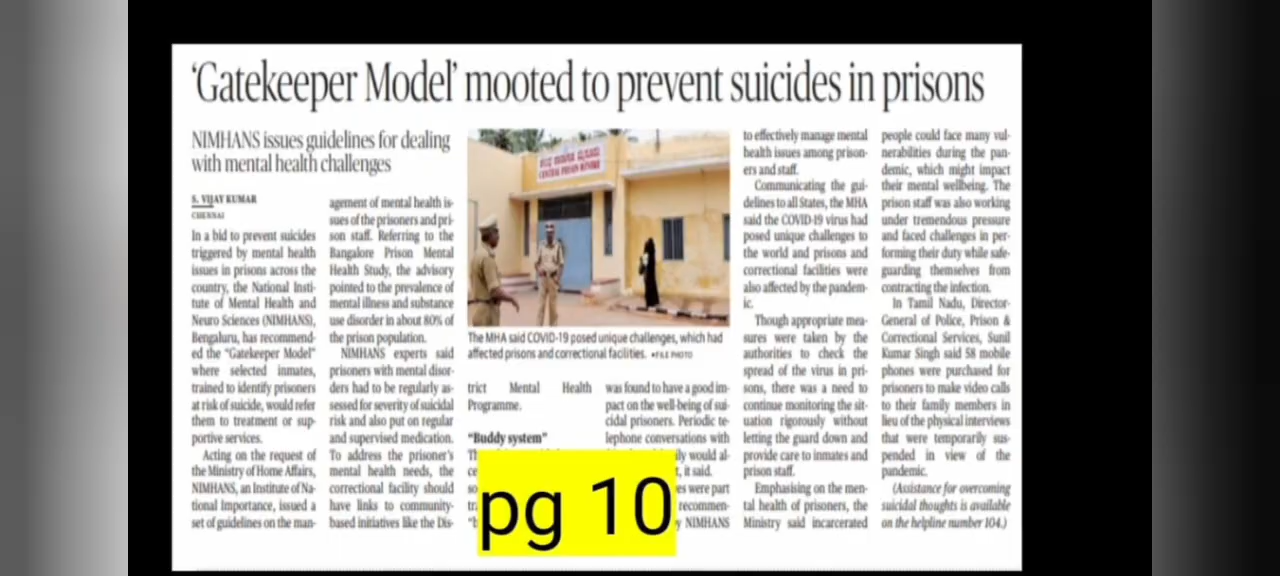 ‘Gatekeeper Model’ mooted to prevent suicides in prisons
NIMHANS issues guidelines for dealing
with mental health challenges
S. VIJAY KUMAR
CHENNAI
In a bid to prevent suicides
triggered by mental health
issues in prisons across the
country, the National Insti-
tute of Mental Health and
Neuro Sciences (NIMHANS),
Bengaluru, has recommend-
ed the “Gatekeeper Model”
where selected inmates,
trained to identify prisoners
at risk of suicide, would refer
them to treatment or sup-
portive services.
Acting on the request of
the Ministry of Home Affairs,
NIMHANS, an Institute of Na-
tional Importance, issued a
set of guidelines on the man-
agement of mental health is-
sues of the prisoners and pri-
son staff. Referring to the
Bangalore Prison Mental
Health Study, the advisory
pointed to the prevalence of
mental illness and substance
use disorder in about 80% of
the prison population.
NIMHANS experts said
prisoners with mental disor-
ders had to be regularly as-
sessed for severity of suicidal
risk and also put on regular
and supervised medication.
To address the prisoner’s
mental health needs, the
correctional facility should
have links to community-
based initiatives like the Dis-
CENTRAL PRISON
The MHA said COVID-19 posed unique challenges, which had
affected prisons and correctional facilities. •FILE PHOTO
trict Mental Health
Programme.
“Buddy system”
was found to have a good im-
pact on the well-being of sui-
cidal prisoners. Periodic te-
lephone conversations with
would al-
it said.
were part
recommen-
NIMHANS
pg 10
to effectively manage mental
health issues among prison-
ers and staff.
Communicating the gui-
delines to all States, the MHA
said the COVID-19 virus had
posed unique challenges to
the world and prisons and
correctional facilities were
also affected by the pandem-
ic.
Though appropriate mea-
sures were taken by the
authorities to check the
spread of the virus in pri-
sons, there was a need to
continue monitoring the sit-
uation rigorously without
letting the guard down and
provide care to inmates and
prison staff.
Emphasising on the men-
tal health of prisoners, the
Ministry said incarcerated
people could face many vul-
nerabilities during the pan-
demic, which might impact
their mental wellbeing. The
prison staff was also working
under tremendous pressure
and faced challenges in per-
forming their duty while safe-
guarding themselves from
contracting the infection.
In Tamil Nadu, Director-
General of Police, Prison &
Correctional Services, Sunil
Kumar Singh said 58 mobile
phones were purchased for
prisoners to make video calls
to their family members in
lieu of the physical interviews
that were temporarily sus-
pended in view of the
pandemic.
(Assistance for overcoming
suicidal thoughts is available
on the helpline number 104.)